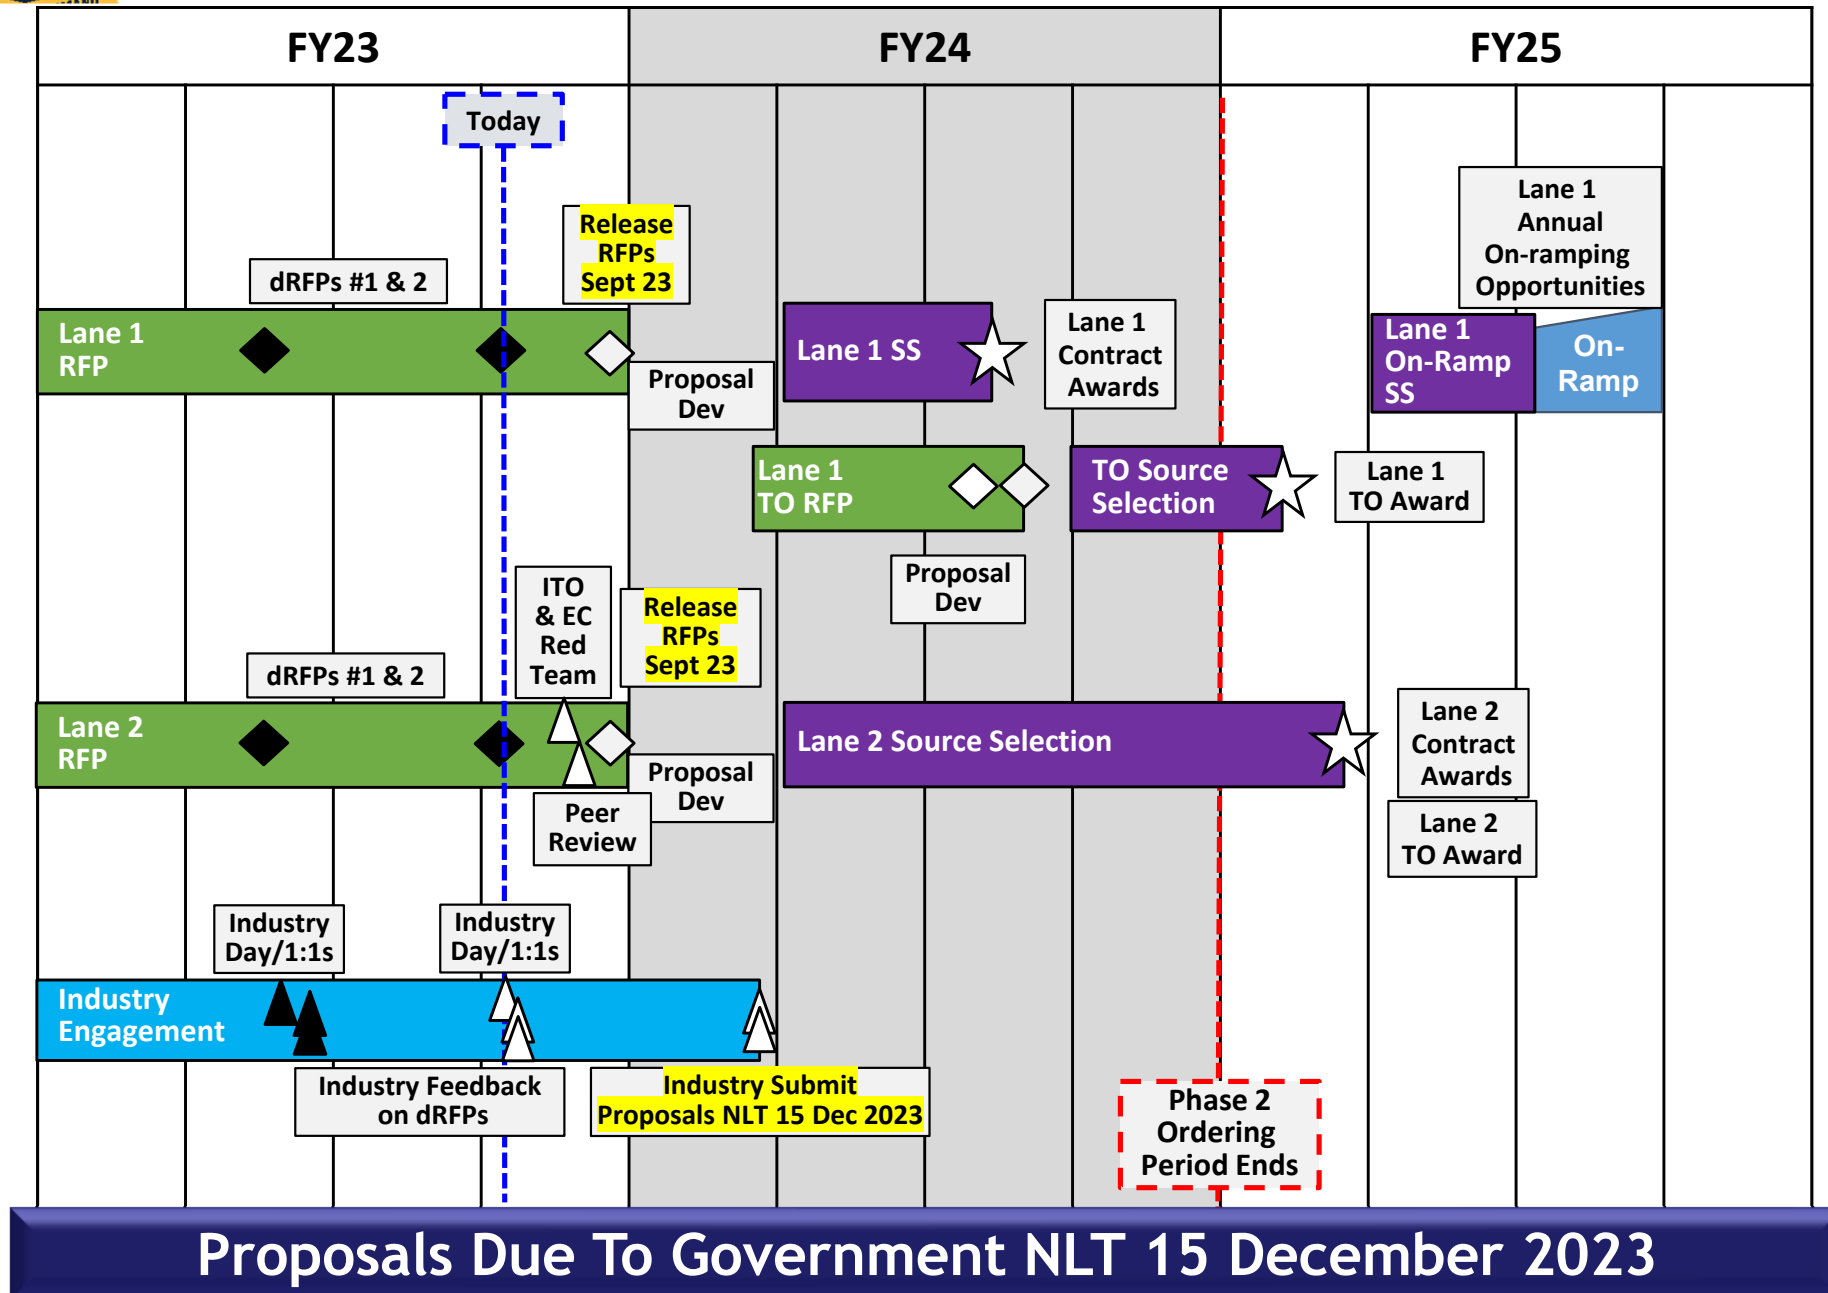 FY23
FY24
FY25
Today
Release
RFPs
Sept 23
dRFPs #1 & 2
Lane 1
RFP
Proposal
Dev
Lane 1 SS
Lane 1
Contract
Awards
Lane 1
Annual
On-ramping
Opportunities
Lane 1
On-Ramp
SS
On-
Ramp
Lane 1
TO RFP
TO Source
Selection
Lane 1
TO Award
Proposal
Dev
ITO
& EC
Red
Team
Release
RFPs
Sept 23
dRFPs #1 & 2
Lane 2
RFP
Proposal
Dev
Peer
Review
Lane 2 Source Selection
Lane 2
Contract
Awards
Lane 2
TO Award
Industry
Day/1:1s
Industry
Day/1:1s
Industry
Engagement
Industry Feedback
on dRFPs
Industry Submit
Proposals NLT 15 Dec 2023
Phase 2
Ordering
Period Ends
Proposals Due To Government NLT 15 December 2023